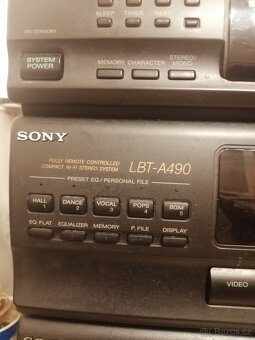 SLEEP TIMER NEXT
ON/STANDBY
SYSTEM
POWER
MEMORY CHARACTER STEREO/
MONO
SONY
FULLY REMOTE CONTROLLED
COMPACT Hi-Fi STEREO SYSTEM
LBT-A490
PRESET EQ/PERSONAL FILE
HALL DANCE VOCAL POPS BGM
1 2 3 4 5
EQ FLAT EQUALIZER MEMORY P.FILE DISPLAY
VIDEO
SONY